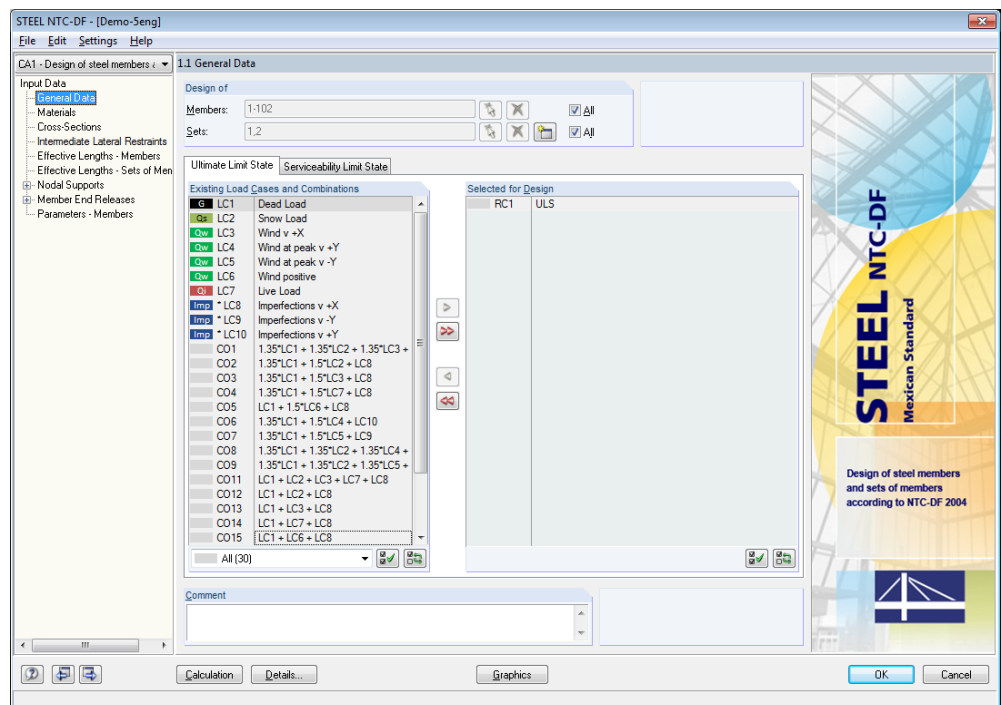 STEEL NTC-DF - [Demo-5eng]
File Edit Settings Help
CA1 - Design of steel members
1.1 General Data
Input Data
General Data
Materials
Cross-Sections
Intermediate Lateral Restraints
Effective Lengths - Members
Effective Lengths - Sets of Men
Nodal Supports
Member End Releases
Parameters - Members
Design of
Members: 1-102 All
Sets: 1,2 All
Ultimate Limit State Serviceability Limit State
Existing Load Cases and Combinations
G LC1 Dead Load
Qs LC2 Snow Load
Qw LC3 Wind v +X
Qw LC4 Wind at peak v +Y
Qw LC5 Wind at peak v -Y
Qw LC6 Wind positive
Qi LC7 Live Load
Imp * LC8 Imperfections v +X
Imp * LC9 Imperfections v -Y
Imp * LC10 Imperfections v +Y
CO1 1.35*LC1 + 1.35*LC2 + 1.35*LC3 +
CO2 1.35*LC1 + 1.5*LC2 + LC8
CO3 1.35*LC1 + 1.5*LC3 + LC8
CO4 1.35*LC1 + 1.5*LC7 + LC8
CO5 LC1 + 1.5*LC6 + LC8
CO6 1.35*LC1 + 1.5*LC4 + LC10
CO7 1.35*LC1 + 1.5*LC5 + LC9
CO8 1.35*LC1 + 1.35*LC2 + 1.35*LC4 +
CO9 1.35*LC1 + 1.35*LC2 + 1.35*LC5 +
CO11 LC1 + LC2 + LC3 + LC7 + LC8
CO12 LC1 + LC2 + LC8
CO13 LC1 + LC3 + LC8
CO14 LC1 + LC7 + LC8
CO15 LC1 + LC6 + LC8
All (30)
Selected for Design
RC1 ULS
Comment
STEEL NTC-DF
Mexican Standard
Design of steel members
and sets of members
according to NTC-DF 2004
Calculation Details... Graphics OK Cancel